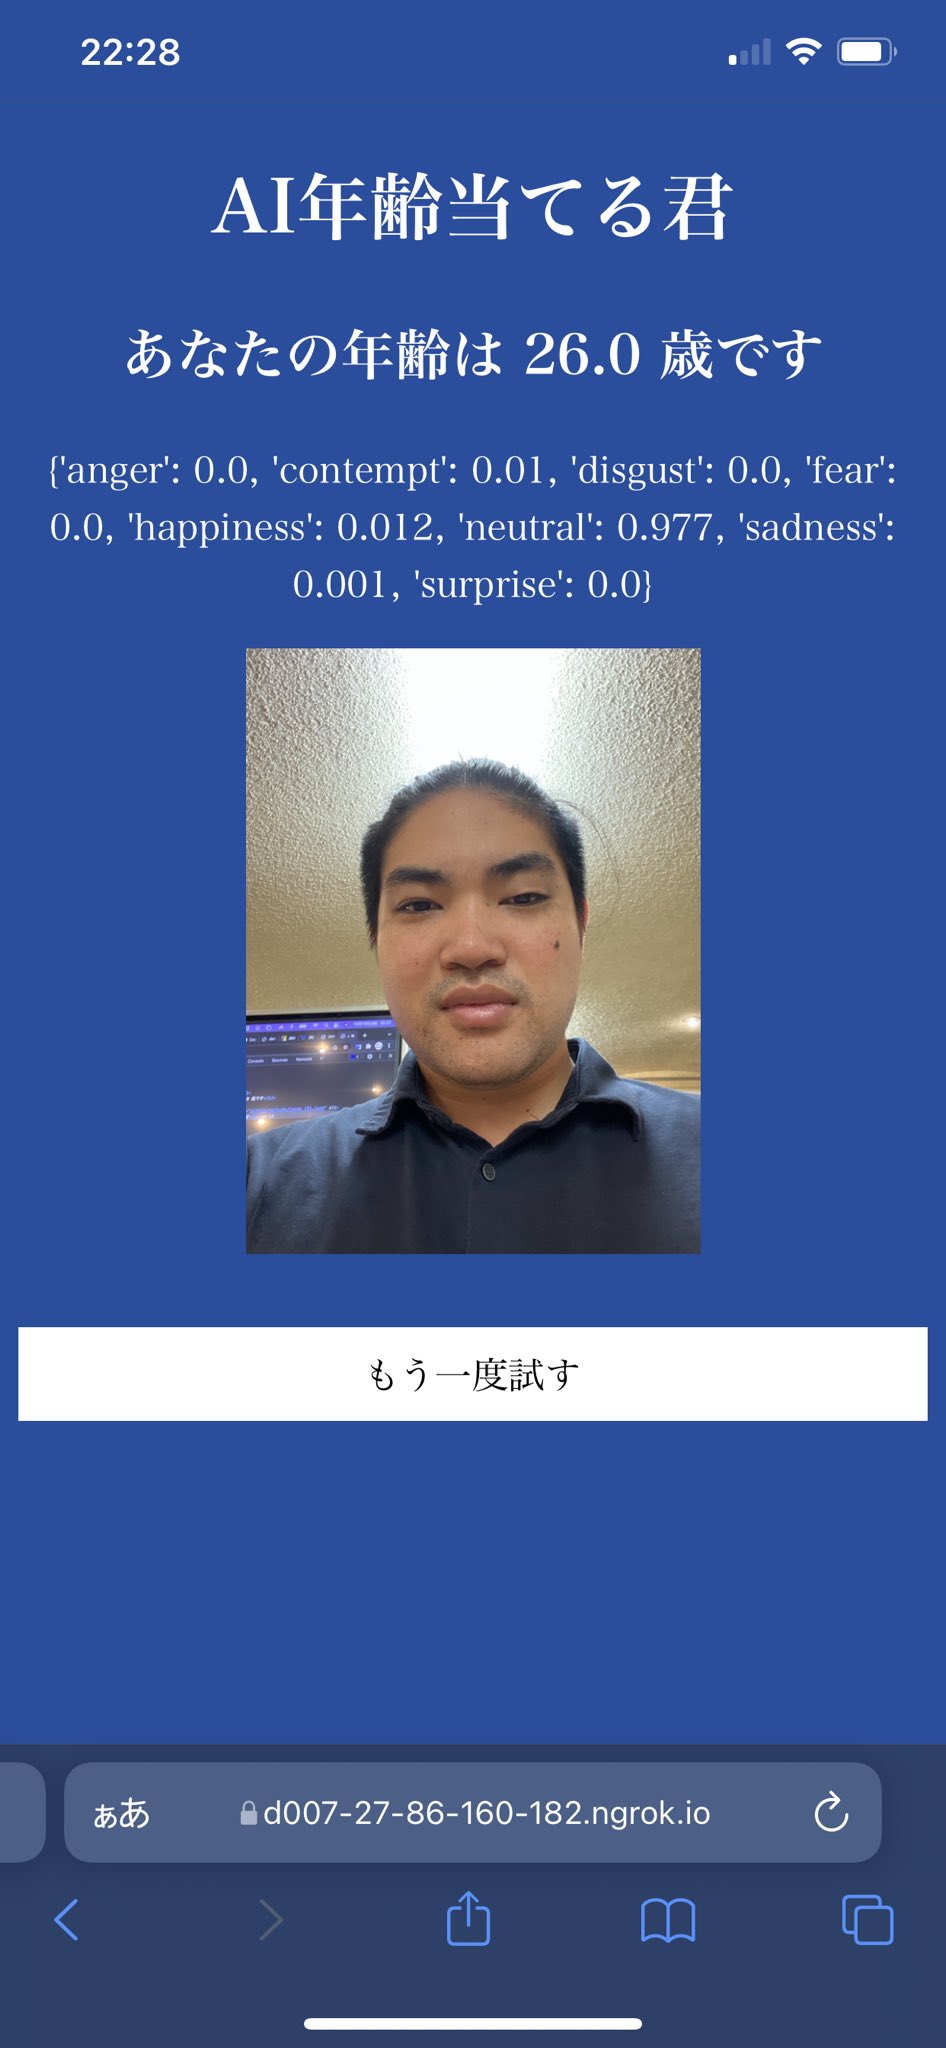 22:28
AI年齢当てる君
あなたの年齢は 26.0 歳です
{'anger': 0.0, 'contempt': 0.01, 'disgust': 0.0, 'fear':
0.0, 'happiness': 0.012, 'neutral': 0.977, 'sadness':
0.001, 'surprise': 0.0}
Console Sources Network
もう一度試す
ぁあ d007-27-86-160-182.ngrok.io